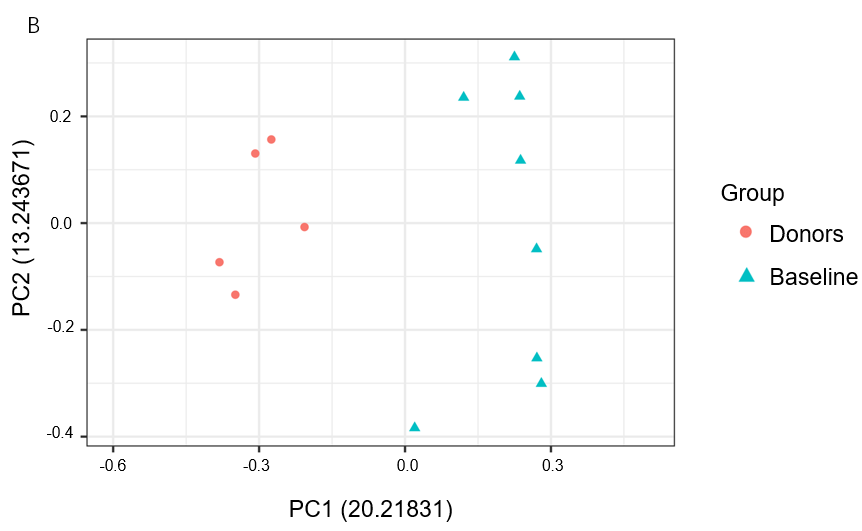 B
0.2
0.0
-0.2
-0.4
PC2 (13.243671)
-0.6
-0.3
0.0
0.3
PC1 (20.21831)
Group
Donors
Baseline